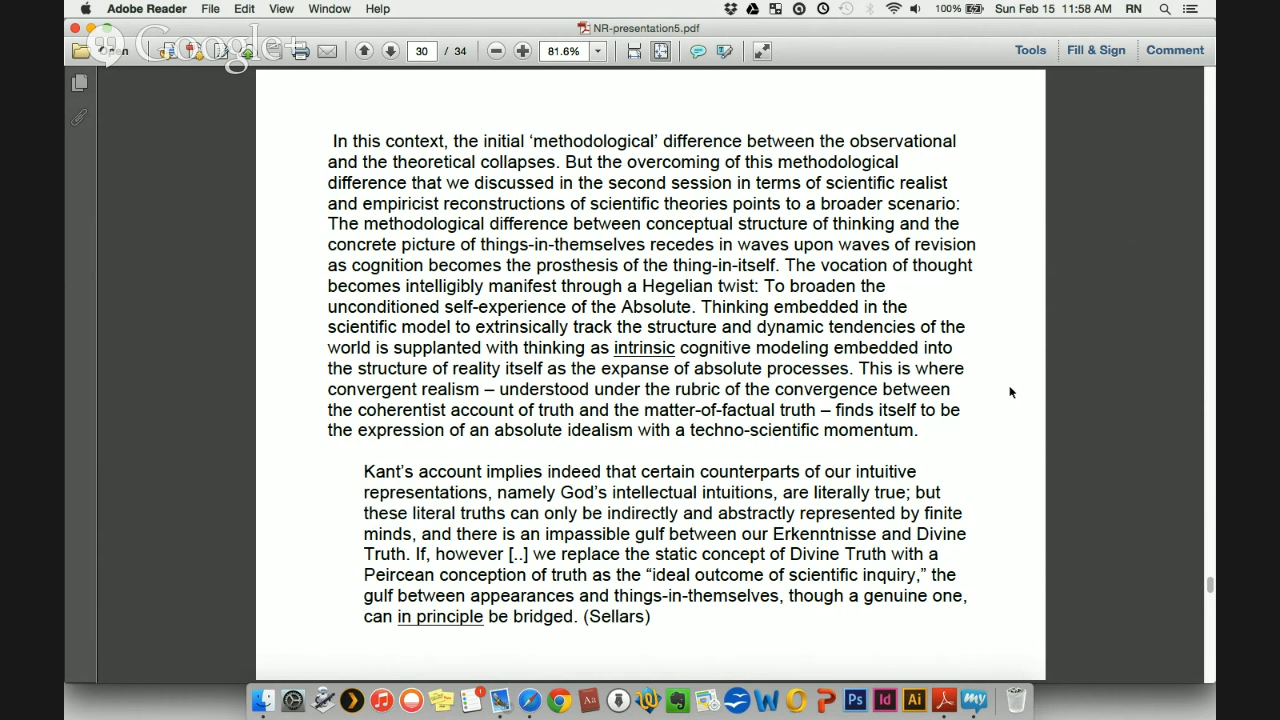 Adobe Reader File Edit View Window Help 100% Sun Feb 15 11:58 AM RN
NR-presentation5.pdf
Google+
Open 30 / 34 81.6% Tools Fill & Sign Comment
In this context, the initial ‘methodological’ difference between the observational
and the theoretical collapses. But the overcoming of this methodological
difference that we discussed in the second session in terms of scientific realist
and empiricist reconstructions of scientific theories points to a broader scenario:
The methodological difference between conceptual structure of thinking and the
concrete picture of things-in-themselves recedes in waves upon waves of revision
as cognition becomes the prosthesis of the thing-in-itself. The vocation of thought
becomes intelligibly manifest through a Hegelian twist: To broaden the
unconditioned self-experience of the Absolute. Thinking embedded in the
scientific model to extrinsically track the structure and dynamic tendencies of the
world is supplanted with thinking as intrinsic cognitive modeling embedded into
the structure of reality itself as the expanse of absolute processes. This is where
convergent realism – understood under the rubric of the convergence between
the coherentist account of truth and the matter-of-factual truth – finds itself to be
the expression of an absolute idealism with a techno-scientific momentum.
Kant’s account implies indeed that certain counterparts of our intuitive
representations, namely God’s intellectual intuitions, are literally true; but
these literal truths can only be indirectly and abstractly represented by finite
minds, and there is an impassible gulf between our Erkenntnisse and Divine
Truth. If, however [..] we replace the static concept of Divine Truth with a
Peircean conception of truth as the “ideal outcome of scientific inquiry,” the
gulf between appearances and things-in-themselves, though a genuine one,
can in principle be bridged. (Sellars)
Aa 1 W O P Ps Id Ai my